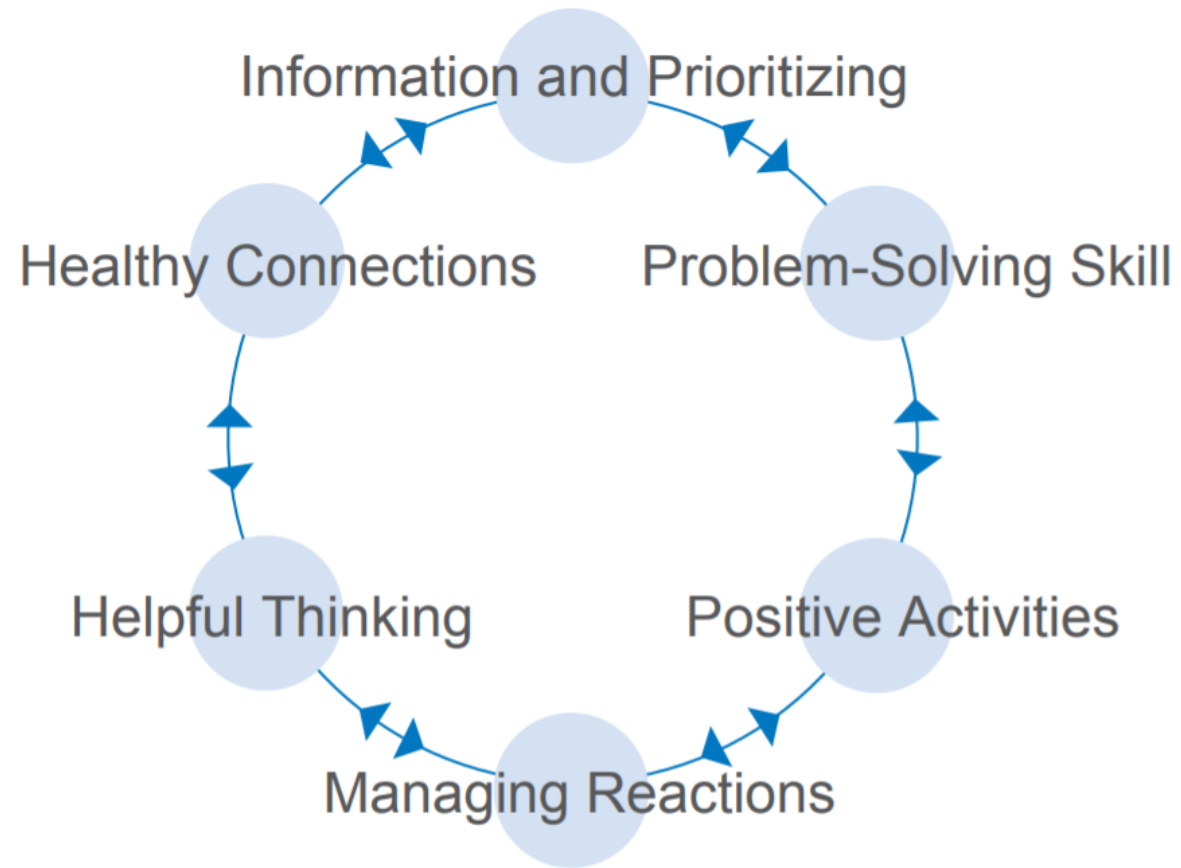 Information and Prioritizing
Healthy Connections
Problem-Solving Skill
Helpful Thinking
Positive Activities
Managing Reactions